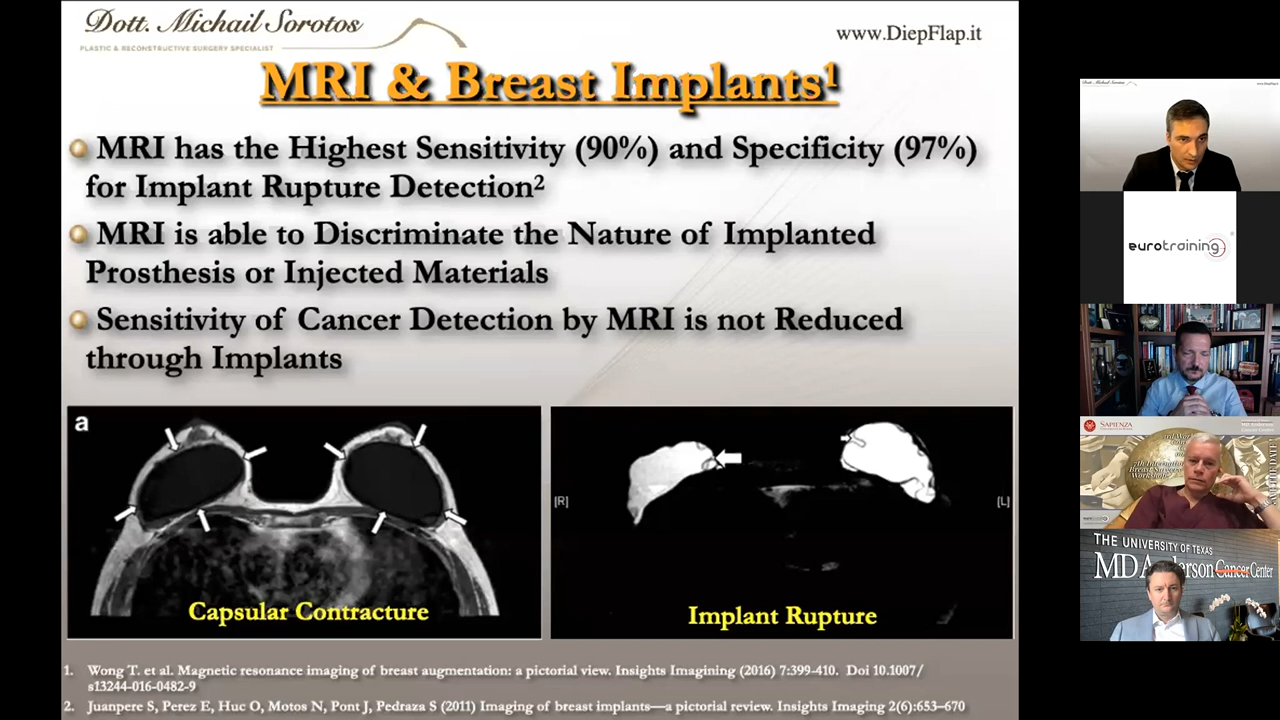 Dott. Michail Sorotos
PLASTIC & RECONSTRUCTIVE SURGERY SPECIALIST
www.DiepFlap.it
MRI & Breast Implants¹
MRI has the Highest Sensitivity (90%) and Specificity (97%)
for Implant Rupture Detection²
MRI is able to Discriminate the Nature of Implanted
Prosthesis or Injected Materials
Sensitivity of Cancer Detection by MRI is not Reduced
through Implants
a
Capsular Contracture
[R]
[L]
Implant Rupture
1. Wong T. et al. Magnetic resonance imaging of breast augmentation: a pictorial view. Insights Imagining (2016) 7:399-410. Doi 10.1007/
s13244-016-0482-9
2. Juanpere S, Perez E, Huc O, Motos N, Pont J, Pedraza S (2011) Imaging of breast implants—a pictorial review. Insights Imaging 2(6):653–670
eurotraining
SAPIENZA
7th International
Breast Surgery
Workshop
THE UNIVERSITY OF TEXAS
MD Anderson Cancer Center